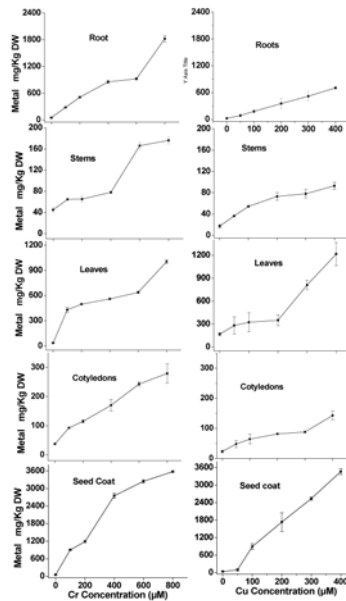 Root
Metal mg/Kg DW
2400
1800
1200
600
0
Roots
Y Axis Title
2400
1800
1200
600
0
0 100 200 300 400
Stems
Metal mg/Kg DW
200
160
120
80
40
0
Stems
200
160
120
80
40
0
Leaves
Metal mg/Kg DW
1200
900
600
300
0
Leaves
1200
900
600
300
0
Cotyledons
Metal mg/Kg DW
300
200
100
0
Cotyledons
300
200
100
0
Seed Coat
Metal mg/Kg DW
3600
3000
2400
1800
1200
600
0
0 200 400 600 800
Cr Concentration (µM)
Seed coat
3600
3000
2400
1800
1200
600
0
0 100 200 300 400
Cu Concentration (µM)